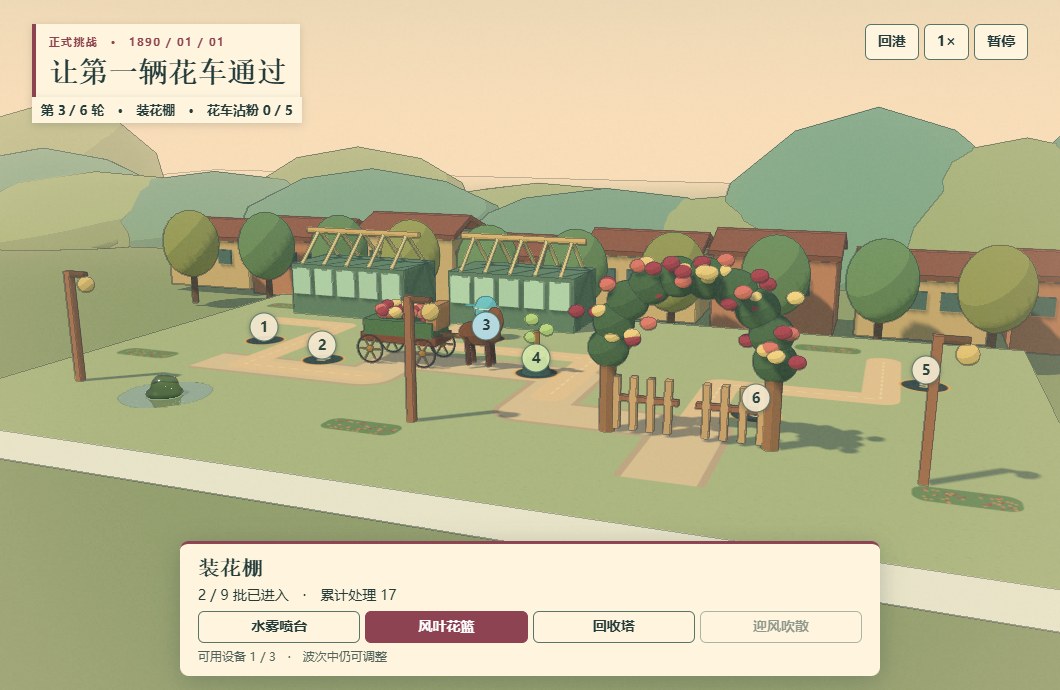 正式挑战 • 1890 / 01 / 01
让第一辆花车通过
第 3 / 6 轮 • 装花棚 • 花车沾粉 0 / 5
回港
1×
暂停
1
2
3
4
5
6
装花棚
2 / 9 批已进入 · 累计处理 17
水雾喷台
风叶花篮
回收塔
迎风吹散
可用设备 1 / 3 · 波次中仍可调整